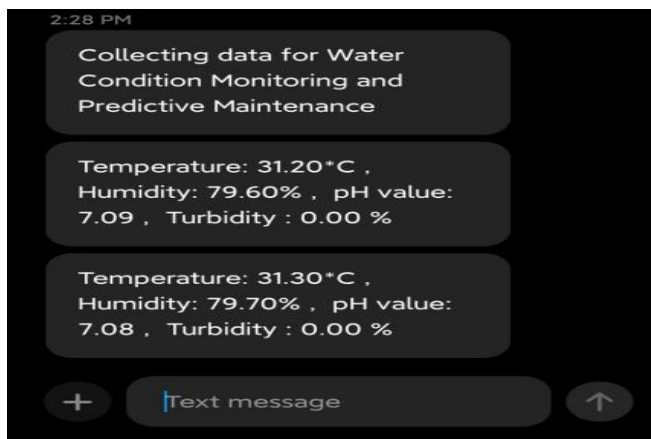 2:28 PM
Collecting data for Water
Condition Monitoring and
Predictive Maintenance
Temperature: 31.20*C ,
Humidity: 79.60% , pH value:
7.09 , Turbidity : 0.00 %
Temperature: 31.30*C ,
Humidity: 79.70% , pH value:
7.08 , Turbidity : 0.00 %
Text message